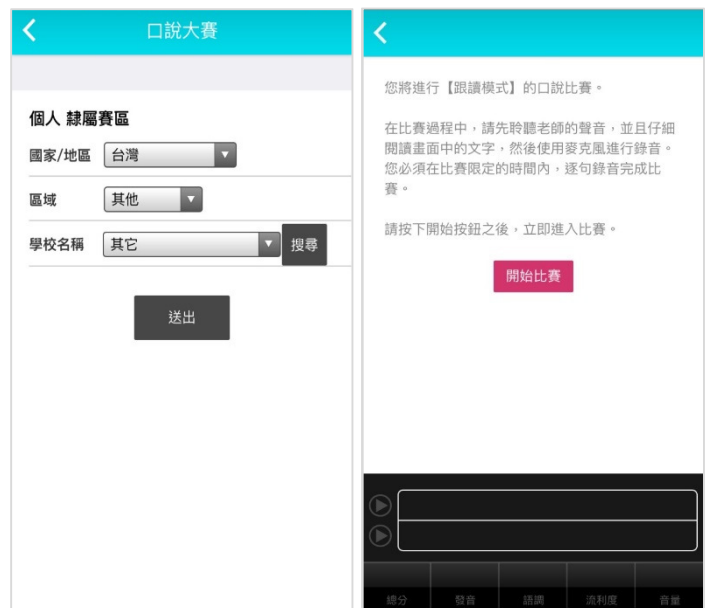 口說大賽
個人 隸屬賽區
國家/地區 台灣
區域 其他
學校名稱 其它 搜尋
送出
您將進行【跟讀模式】的口說比賽。
在比賽過程中，請先聆聽老師的聲音，並且仔細
閱讀畫面中的文字，然後使用麥克風進行錄音。
您必須在比賽限定的時間內，逐句錄音完成比
賽。
請按下開始按鈕之後，立即進入比賽。
開始比賽
總分 發音 語調 流利度 音量